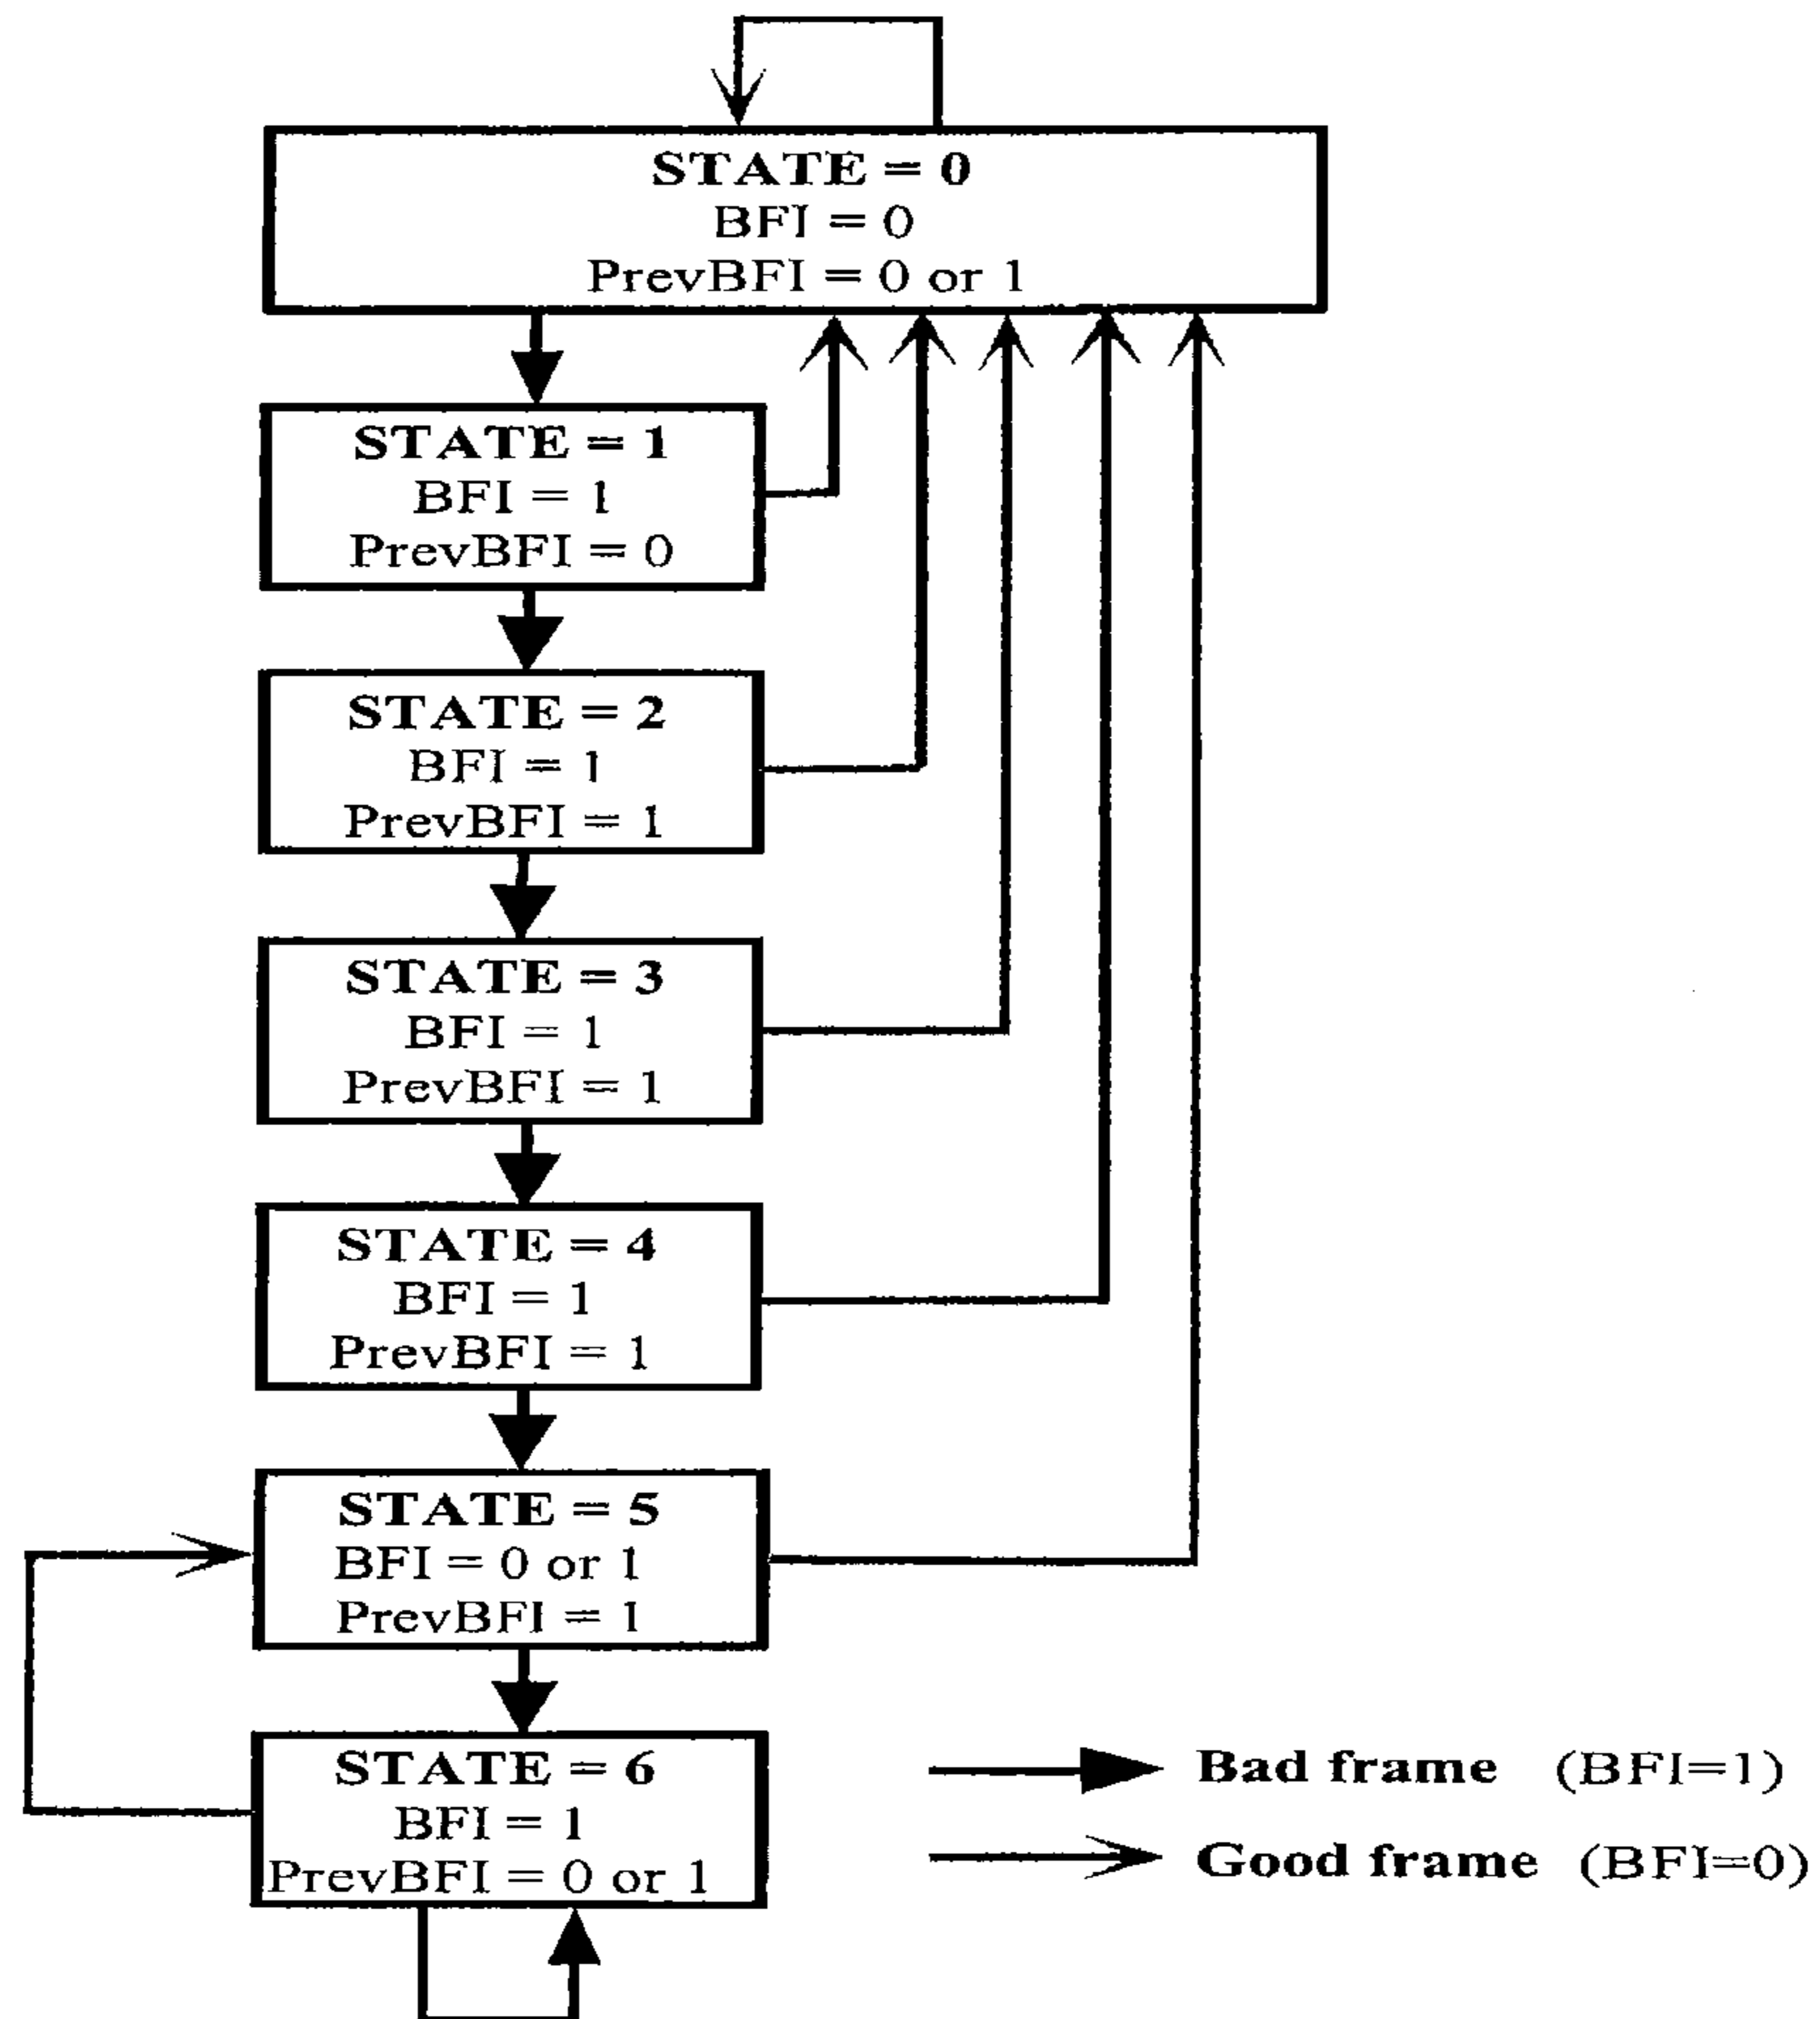 STATE = 0
BFI = 0
PrevBFI = 0 or 1
STATE = 1
BFI = 1
PrevBFI = 0
STATE = 2
BFI = 1
PrevBFI = 1
STATE = 3
BFI = 1
PrevBFI = 1
STATE = 4
BFI = 1
PrevBFI = 1
STATE = 5
BFI = 0 or 1
PrevBFI = 1
STATE = 6
BFI = 1
PrevBFI = 0 or 1
Bad frame (BFI=1)
Good frame (BFI=0)